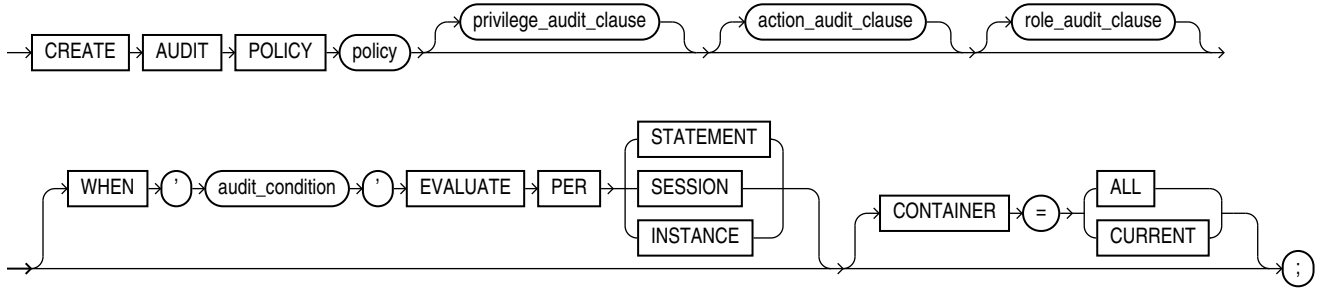 privilege_audit_clause action_audit_clause role_audit_clause
CREATE AUDIT POLICY policy
STATEMENT
WHEN ' audit_condition ' EVALUATE PER SESSION ALL
CONTAINER =
INSTANCE CURRENT
;